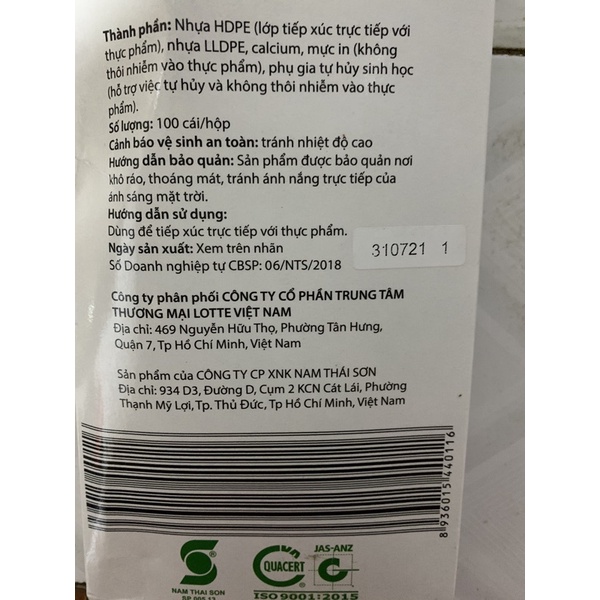 Thành phần: Nhựa HDPE (lớp tiếp xúc trực tiếp với
thực phẩm), nhựa LLDPE, calcium, mực in (không
thôi nhiễm vào thực phẩm), phụ gia tự hủy sinh học
(hỗ trợ việc tự hủy và không thôi nhiễm vào thực
phẩm).
Số lượng: 100 cái/hộp
Cảnh báo vệ sinh an toàn: tránh nhiệt độ cao
Hướng dẫn bảo quản: Sản phẩm được bảo quản nơi
khô ráo, thoáng mát, tránh ánh nắng trực tiếp của
ánh sáng mặt trời.
Hướng dẫn sử dụng:
Dùng để tiếp xúc trực tiếp với thực phẩm.
Ngày sản xuất: Xem trên nhãn
310721 1
Số Doanh nghiệp tự CBSP: 06/NTS/2018
Công ty phân phối CÔNG TY CỔ PHẦN TRUNG TÂM
THƯƠNG MẠI LOTTE VIỆT NAM
Địa chỉ: 469 Nguyễn Hữu Thọ, Phường Tân Hưng,
Quận 7, Tp Hồ Chí Minh, Việt Nam
Sản phẩm của CÔNG TY CP XNK NAM THÁI SƠN
Địa chỉ: 934 D3, Đường D, Cụm 2 KCN Cát Lái, Phường
Thạnh Mỹ Lợi, Tp. Thủ Đức, Tp Hồ Chí Minh, Việt Nam
8 936015 440116
NAM THAI SON
SP 005.13
QUACERT
JAS-ANZ
ISO 9001:2015